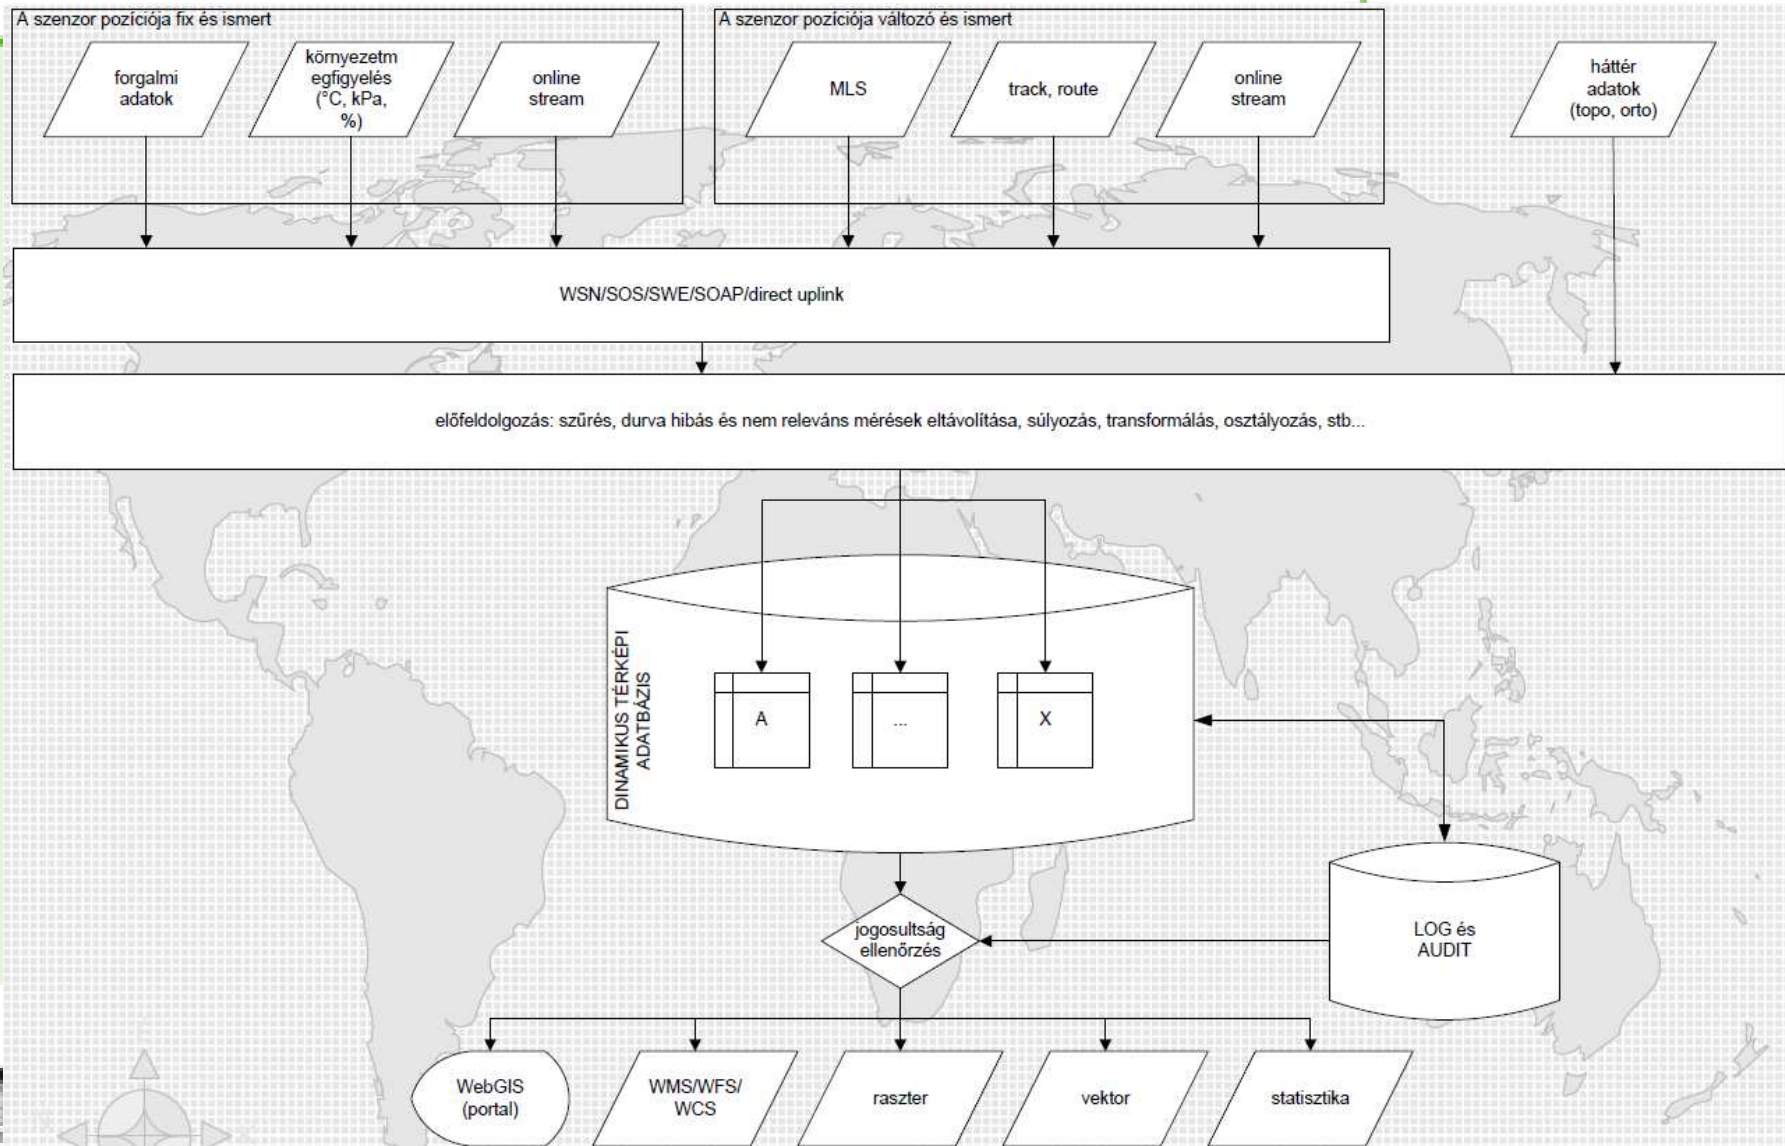 A szenzor pozíciója fix és ismert
A szenzor pozíciója változó és ismert
forgalmi
adatok
környezetm
egfigyelés
(°C, kPa,
%)
online
stream
MLS
track, route
online
stream
háttér
adatok
(topo, orto)
WSN/SOS/SWE/SOAP/direct uplink
előfeldolgozás: szűrés, durva hibás és nem releváns mérések eltávolítása, súlyozás, transformálás, osztályozás, stb...
DINAMIKUS TÉRKÉPI
ADATBÁZIS
A
...
X
jogosultság
ellenőrzés
LOG és
AUDIT
WebGIS
(portal)
WMS/WFS/
WCS
raszter
vektor
statisztika